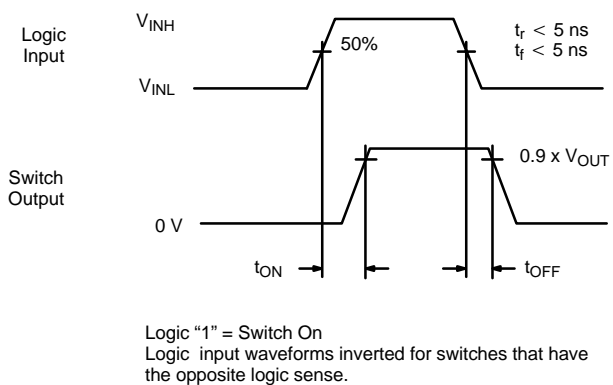 Logic
Input
VINH
50%
tr < 5 ns
tf < 5 ns
VINL
Switch
Output
0.9 x VOUT
0 V
tON
tOFF
Logic “1” = Switch On
Logic input waveforms inverted for switches that have
the opposite logic sense.